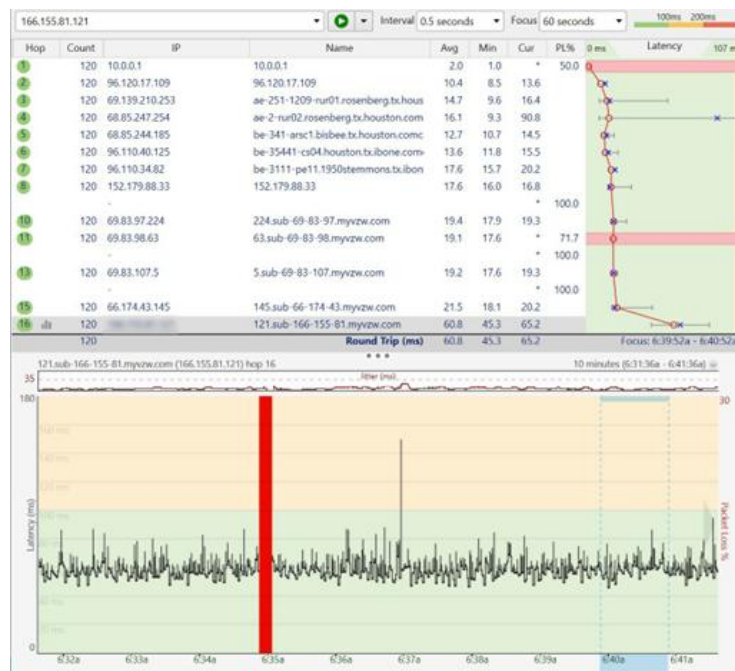 166.155.81.121 Interval 0.5 seconds Focus 60 seconds 100ms 200ms
Hop Count IP Name Avg Min Cur PL% 0 ms Latency 107 m
1 120 10.0.0.1 10.0.0.1 2.0 1.0 * 50.0
2 120 96.120.17.109 96.120.17.109 10.4 8.5 13.6
3 120 69.139.210.253 ae-251-1209-rur01.rosenberg.tx.hous 14.7 9.6 16.4
4 120 68.85.247.254 ae-2-rur02.rosenberg.tx.houston.com 16.1 9.3 90.8
5 120 68.85.244.185 be-341-arsc1.bisbee.tx.houston.comc 12.7 10.7 14.5
6 120 96.110.40.125 be-35441-cs04.houston.tx.ibone.com 13.6 11.8 15.5
7 120 96.110.34.82 be-3111-pe11.1950stemmons.tx.ibon 17.6 15.7 20.2
8 120 152.179.88.33 152.179.88.33 17.6 16.0 16.8
- * 100.0
10 120 69.83.97.224 224.sub-69-83-97.myvzw.com 19.4 17.9 19.3
11 120 69.83.98.63 63.sub-69-83-98.myvzw.com 19.1 17.6 * 71.7
- * 100.0
13 120 69.83.107.5 5.sub-69-83-107.myvzw.com 19.2 17.6 19.3
- * 100.0
15 120 66.174.43.145 145.sub-66-174-43.myvzw.com 21.5 18.1 20.2
16 120 121.sub-166-155-81.myvzw.com 60.8 45.3 65.2
120 Round Trip (ms) 60.8 45.3 65.2 Focus: 6:39:52a - 6:40:52a
121.sub-166-155-81.myvzw.com (166.155.81.121) hop 16 10 minutes (6:31:36a - 6:41:36a)
35 Jitter (ms)
180 30
160 ms
140 ms
120 ms
100 ms
Latency (ms)
Packet Loss %
40 ms
20 ms
0
6:32a 6:33a 6:34a 6:35a 6:36a 6:37a 6:38a 6:39a 6:40a 6:41a